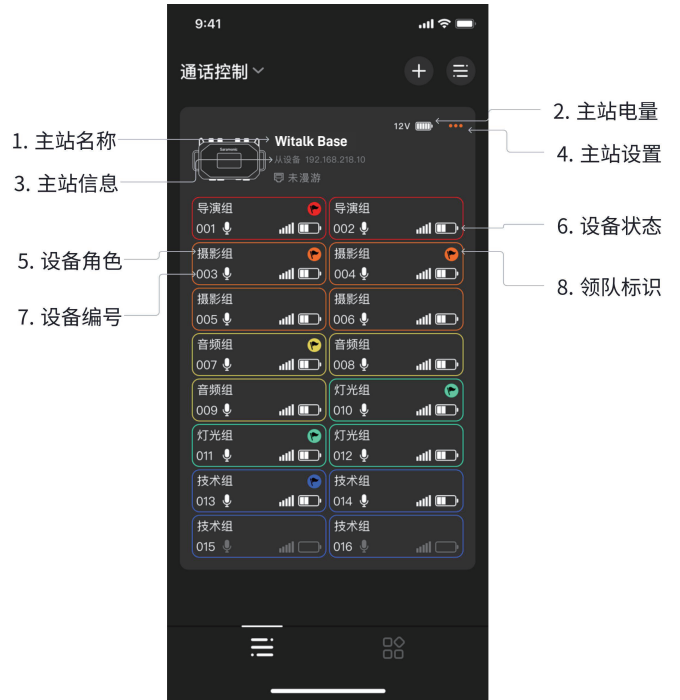 9:41
通话控制
12V
Witalk Base
从设备 192.168.218.10
未漫游
导演组
001
导演组
002
摄影组
003
摄影组
004
摄影组
005
摄影组
006
音频组
007
音频组
008
音频组
009
灯光组
010
灯光组
011
灯光组
012
技术组
013
技术组
014
技术组
015
技术组
016
1. 主站名称
3. 主站信息
5. 设备角色
7. 设备编号
2. 主站电量
4. 主站设置
6. 设备状态
8. 领队标识